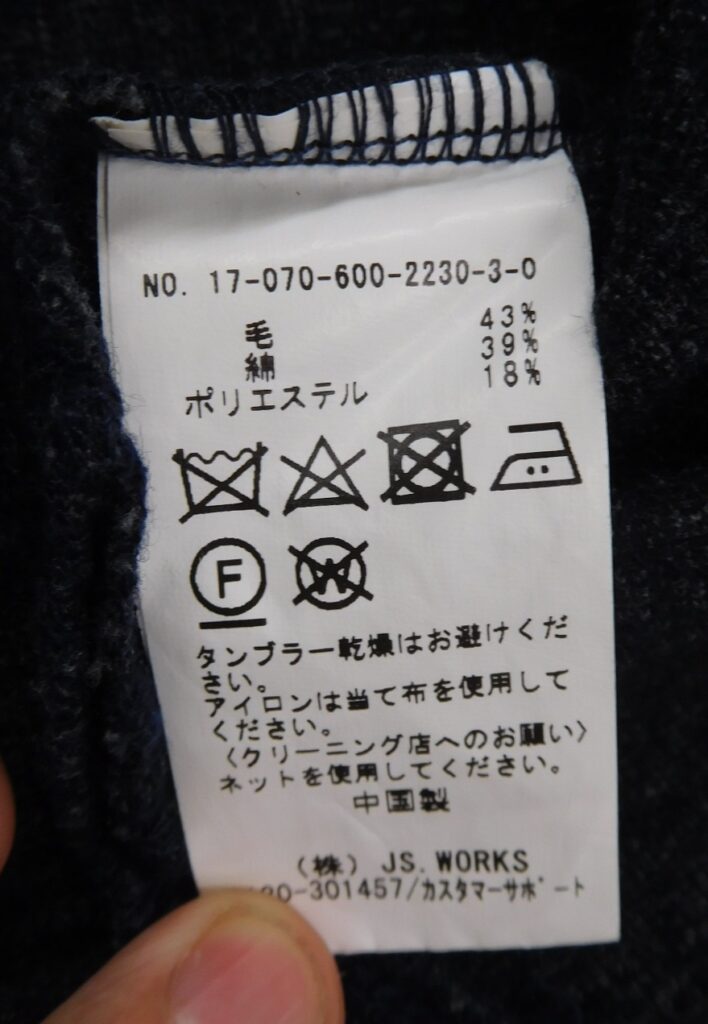 NO. 17-070-600-2230-3-0
毛 43%
綿 39%
ポリエステル 18%
F W
タンブラー乾燥はお避けくだ
さい。
アイロンは当て布を使用して
ください。
〈クリーニング店へのお願い〉
ネットを使用してください。
中国製
(株) JS. WORKS
20-301457/カスタマーサポート